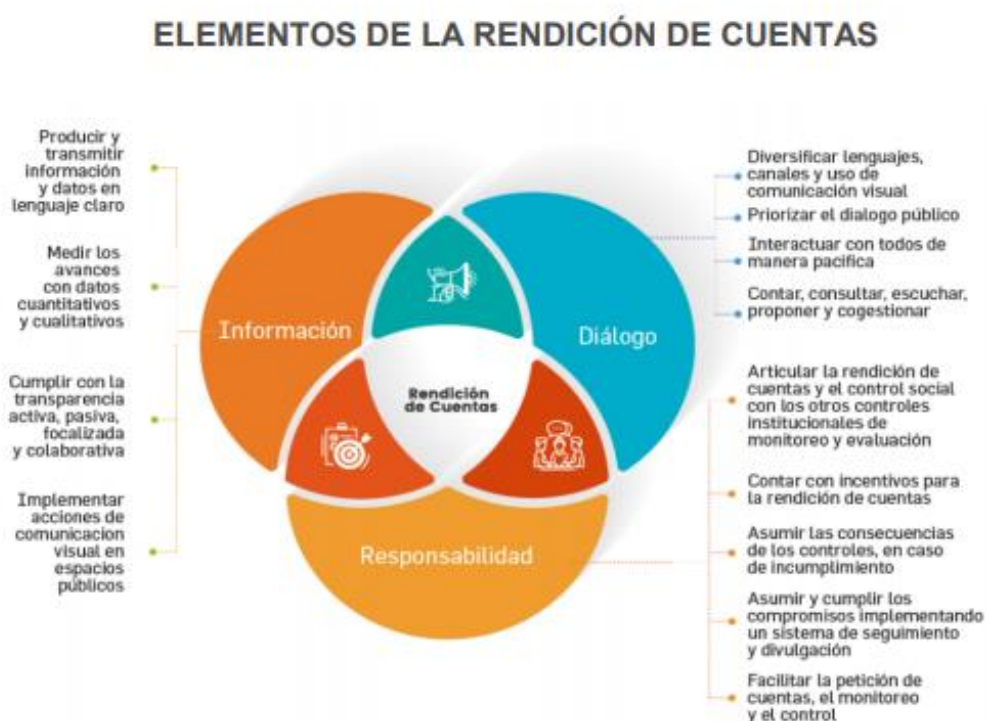 ELEMENTOS DE LA RENDICIÓN DE CUENTAS
Producir y
transmitir
información
y datos en
lenguaje claro
Medir los
avances
con datos
cuantitativos
y cualitativos
Cumplir con la
transparencia
activa, pasiva,
focalizada
y colaborativa
Implementar
acciones de
comunicacion
visual en
espacios
públicos
Información
Diálogo
Rendición
de Cuentas
Responsabilidad
Diversificar lenguajes,
canales y uso de
comunicación visual
Priorizar el dialogo público
Interactuar con todos de
manera pacifica
Contar, consultar, escuchar,
proponer y cogestionar
Articular la rendición de
cuentas y el control social
con los otros controles
institucionales de
monitoreo y evaluación
Contar con incentivos para
la rendición de cuentas
Asumir las consecuencias
de los controles, en caso
de incumplimiento
Asumir y cumplir los
compromisos implementando
un sistema de seguimiento
y divulgación
Facilitar la petición de
cuentas, el monitoreo
y el control